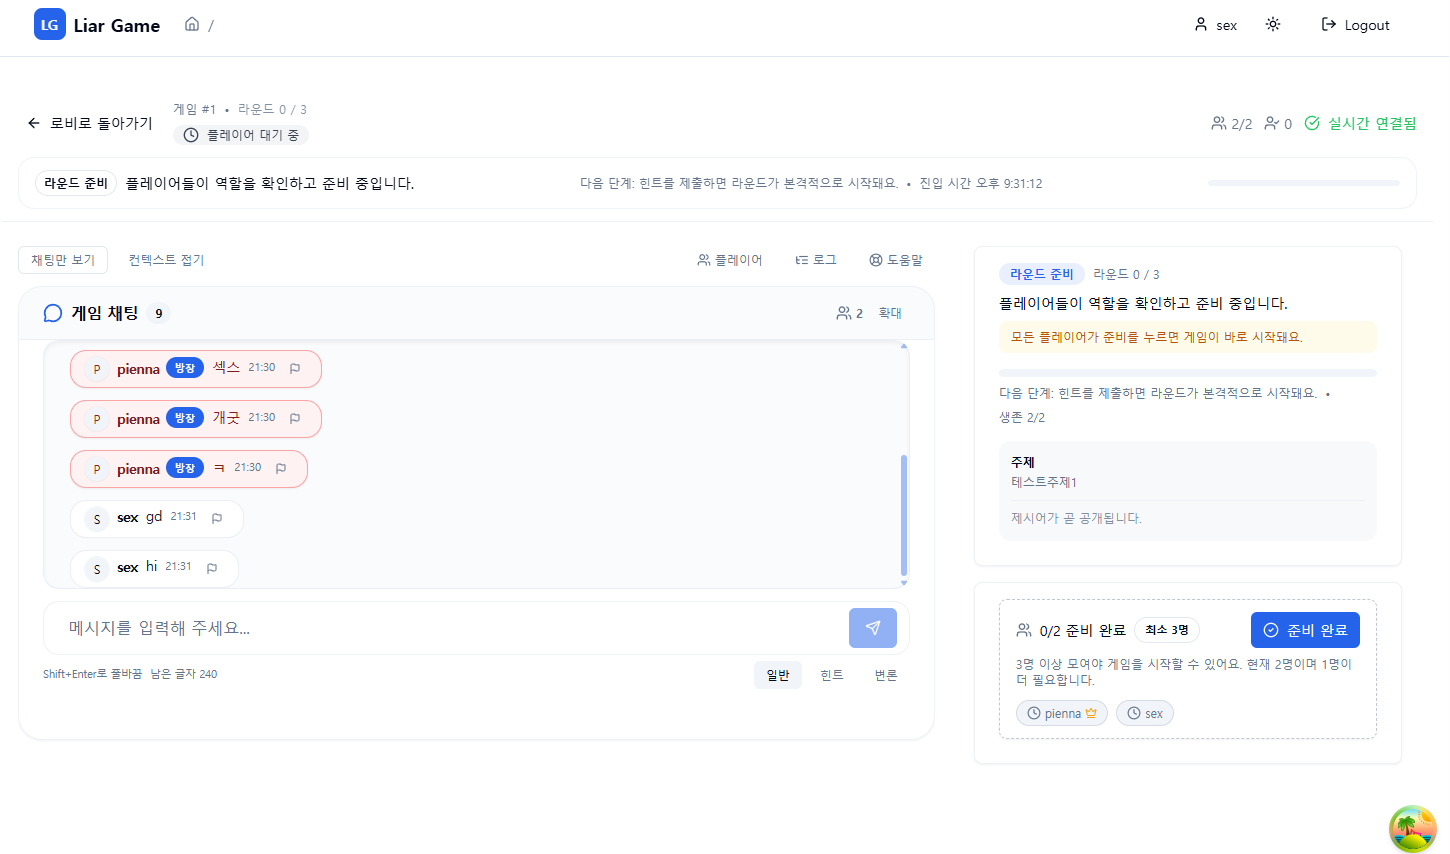 LG Liar Game /
sex
Logout
로비로 돌아가기
게임 #1 • 라운드 0 / 3
플레이어 대기 중
2/2 0 실시간 연결됨
라운드 준비 플레이어들이 역할을 확인하고 준비 중입니다.
다음 단계: 힌트를 제출하면 라운드가 본격적으로 시작돼요. • 진입 시간 오후 9:31:12
채팅만 보기 컨텍스트 접기
플레이어 로그 도움말
게임 채팅 9
2 확대
P pienna 방장 섹스 21:30
P pienna 방장 개굿 21:30
P pienna 방장 ㅋ 21:30
S sex gd 21:31
S sex hi 21:31
메시지를 입력해 주세요...
Shift+Enter로 줄바꿈 남은 글자 240
일반 힌트 변론
라운드 준비 라운드 0 / 3
플레이어들이 역할을 확인하고 준비 중입니다.
모든 플레이어가 준비를 누르면 게임이 바로 시작돼요.
다음 단계: 힌트를 제출하면 라운드가 본격적으로 시작돼요. •
생존 2/2
주제
테스트주제1
제시어가 곧 공개됩니다.
0/2 준비 완료 최소 3명
준비 완료
3명 이상 모여야 게임을 시작할 수 있어요. 현재 2명이며 1명이
더 필요합니다.
pienna sex